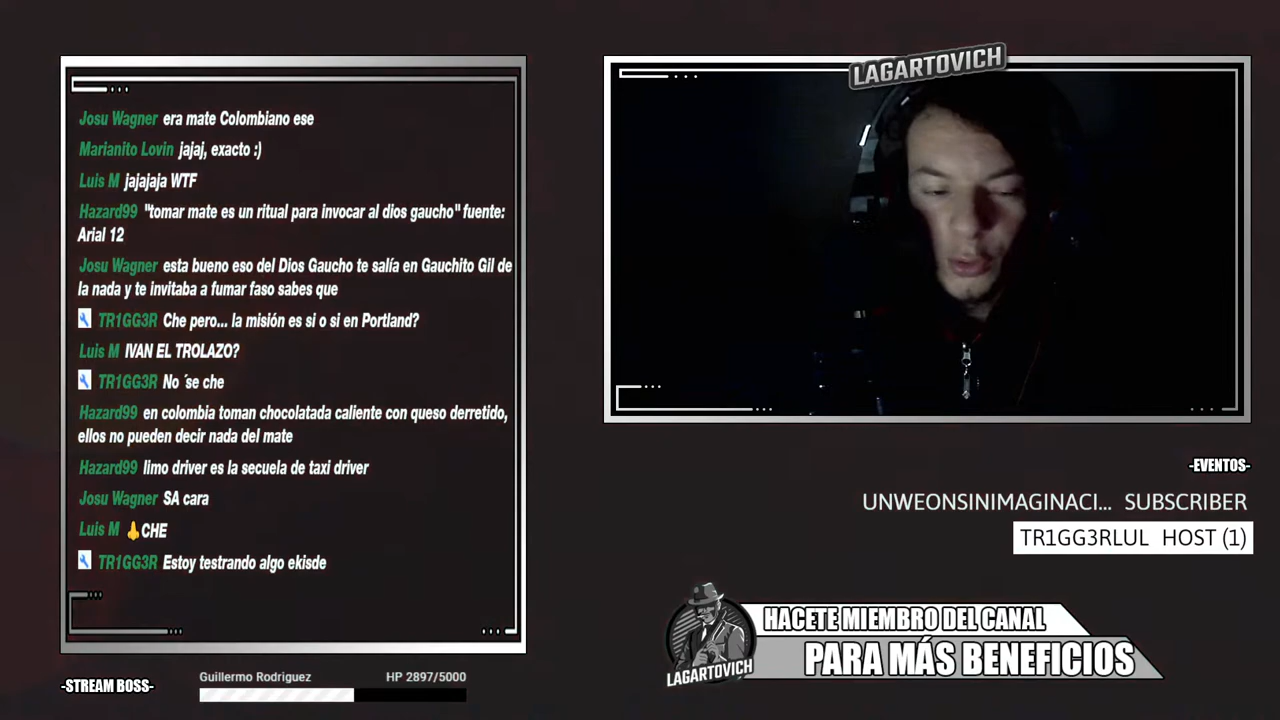 LAGARTOVICH
Josu Wagner era mate Colombiano ese
Marianito Lovin jajaj, exacto :)
Luis M jajajaja WTF
Hazard99 "tomar mate es un ritual para invocar al dios gaucho" fuente:
Arial 12
Josu Wagner esta bueno eso del Dios Gaucho te salía en Gauchito Gil de
la nada y te invitaba a fumar faso sabes que
TR1GG3R Che pero... la misión es si o si en Portland?
Luis M IVAN EL TROLAZO?
TR1GG3R No ´se che
Hazard99 en colombia toman chocolatada caliente con queso derretido,
ellos no pueden decir nada del mate
Hazard99 limo driver es la secuela de taxi driver
Josu Wagner SA cara
Luis M 🤌CHE
TR1GG3R Estoy testrando algo ekisde
-STREAM BOSS-
Guillermo Rodriguez HP 2897/5000
-EVENTOS-
UNWEONSINIMAGINACI... SUBSCRIBER
TR1GG3RLUL HOST (1)
HACETE MIEMBRO DEL CANAL
PARA MÁS BENEFICIOS
LAGARTOVICH